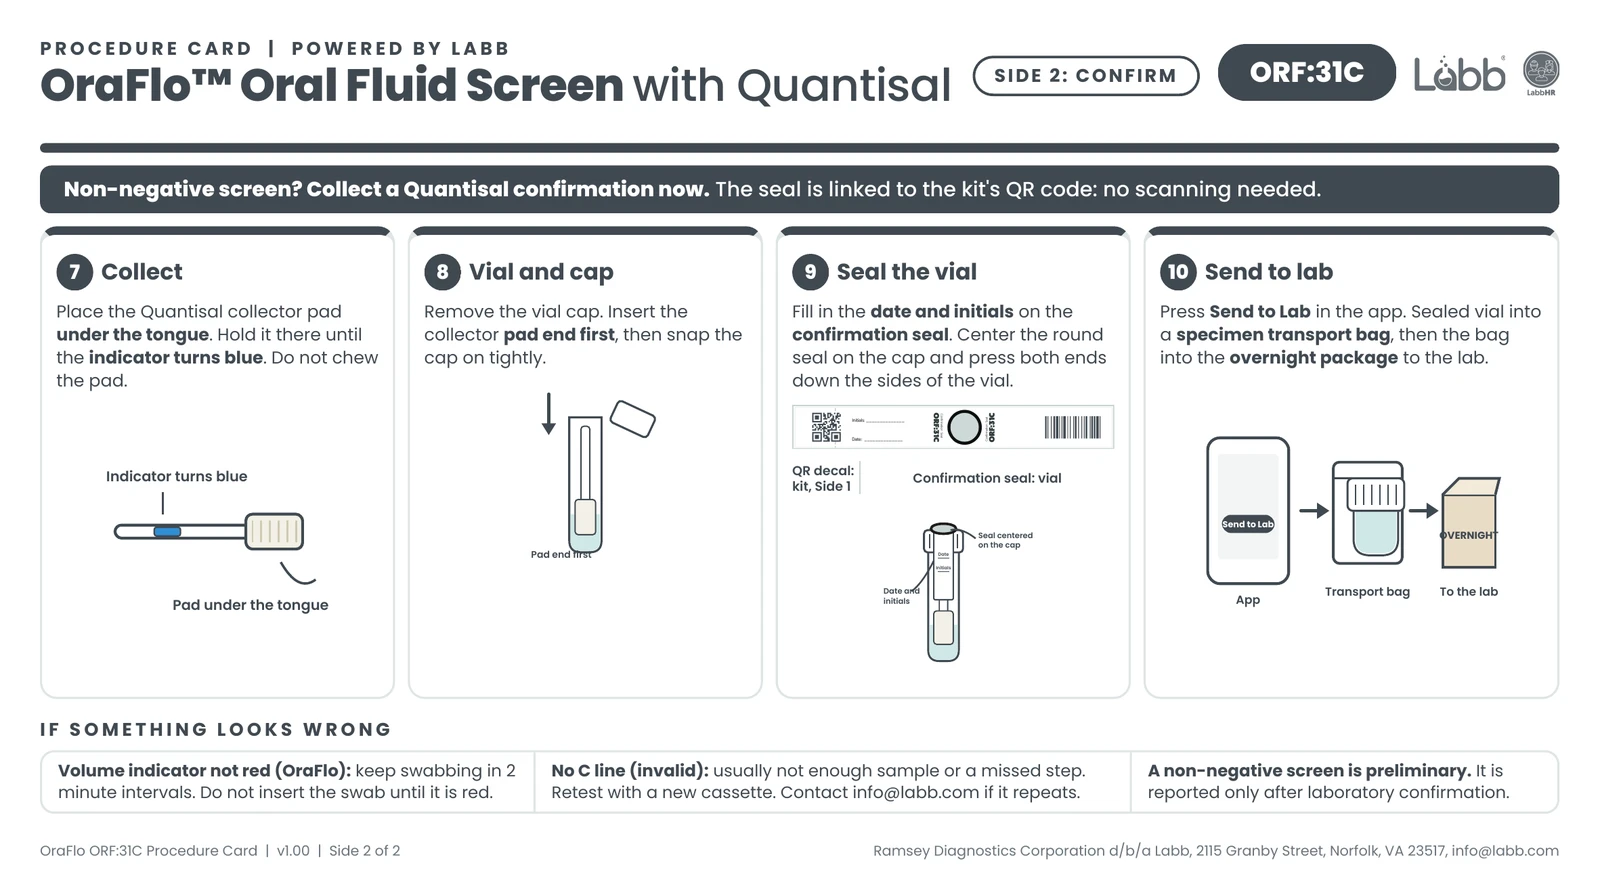 PROCEDURE CARD | POWERED BY LABB
OraFlo™ Oral Fluid Screen with Quantisal
SIDE 2: CONFIRM
ORF:31C
Labb®
LabbHR
Non-negative screen? Collect a Quantisal confirmation now. The seal is linked to the kit's QR code: no scanning needed.
7 Collect
Place the Quantisal collector pad
under the tongue. Hold it there until
the indicator turns blue. Do not chew
the pad.
Indicator turns blue
Pad under the tongue
8 Vial and cap
Remove the vial cap. Insert the
collector pad end first, then snap the
cap on tightly.
Pad end first
9 Seal the vial
Fill in the date and initials on the
confirmation seal. Center the round
seal on the cap and press both ends
down the sides of the vial.
Initials:
Date:
ORF:31C
ORF:31C
QR decal:
kit, Side 1
Confirmation seal: vial
Seal centered
on the cap
Date
Initials
Date and
initials
10 Send to lab
Press Send to Lab in the app. Sealed vial into
a specimen transport bag, then the bag
into the overnight package to the lab.
Send to Lab
OVERNIGHT
App
Transport bag
To the lab
IF SOMETHING LOOKS WRONG
Volume indicator not red (OraFlo): keep swabbing in 2
minute intervals. Do not insert the swab until it is red.
No C line (invalid): usually not enough sample or a missed step.
Retest with a new cassette. Contact info@labb.com if it repeats.
A non-negative screen is preliminary. It is
reported only after laboratory confirmation.
OraFlo ORF:31C Procedure Card | v1.00 | Side 2 of 2
Ramsey Diagnostics Corporation d/b/a Labb, 2115 Granby Street, Norfolk, VA 23517, info@labb.com